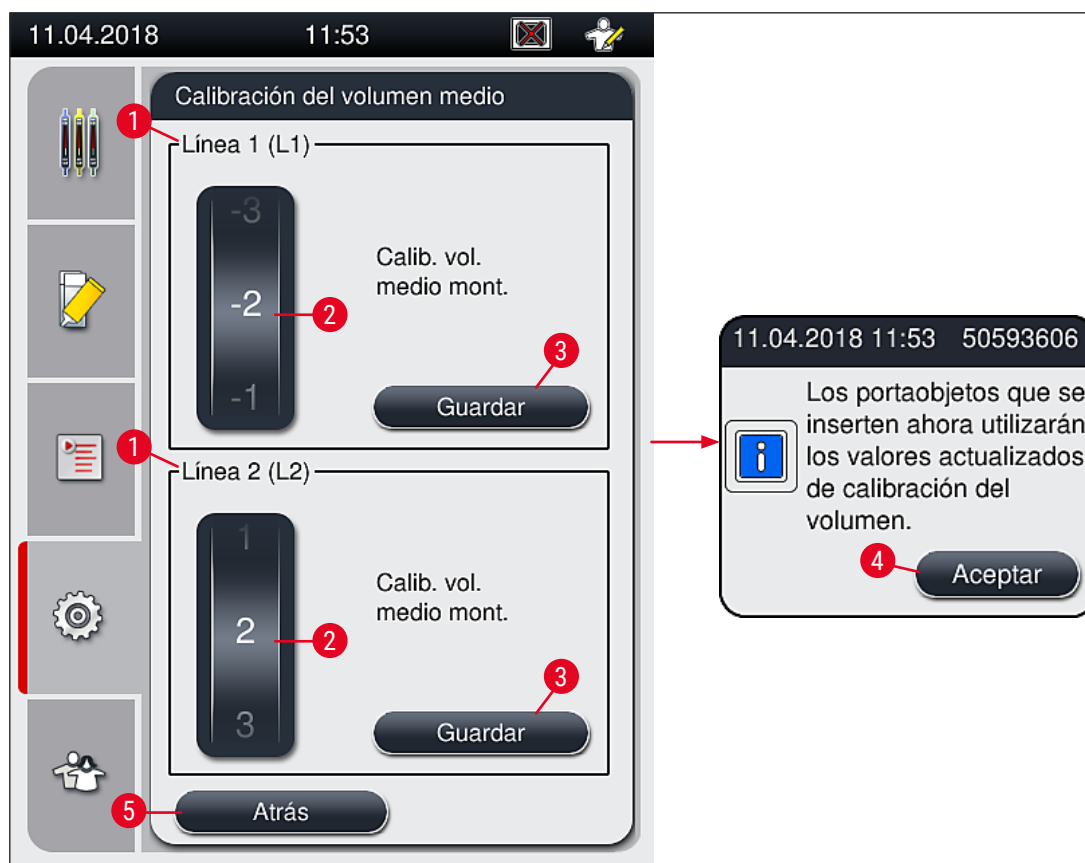 11.04.2018 11:53
Calibración del volumen medio
1
Línea 1 (L1)
-3
-2
-1
2
Calib. vol.
medio mont.
3
Guardar
1
Línea 2 (L2)
1
2
3
2
Calib. vol.
medio mont.
3
Guardar
5
Atrás
11.04.2018 11:53 50593606
Los portaobjetos que se
inserten ahora utilizarán
los valores actualizados
de calibración del
volumen.
4
Aceptar